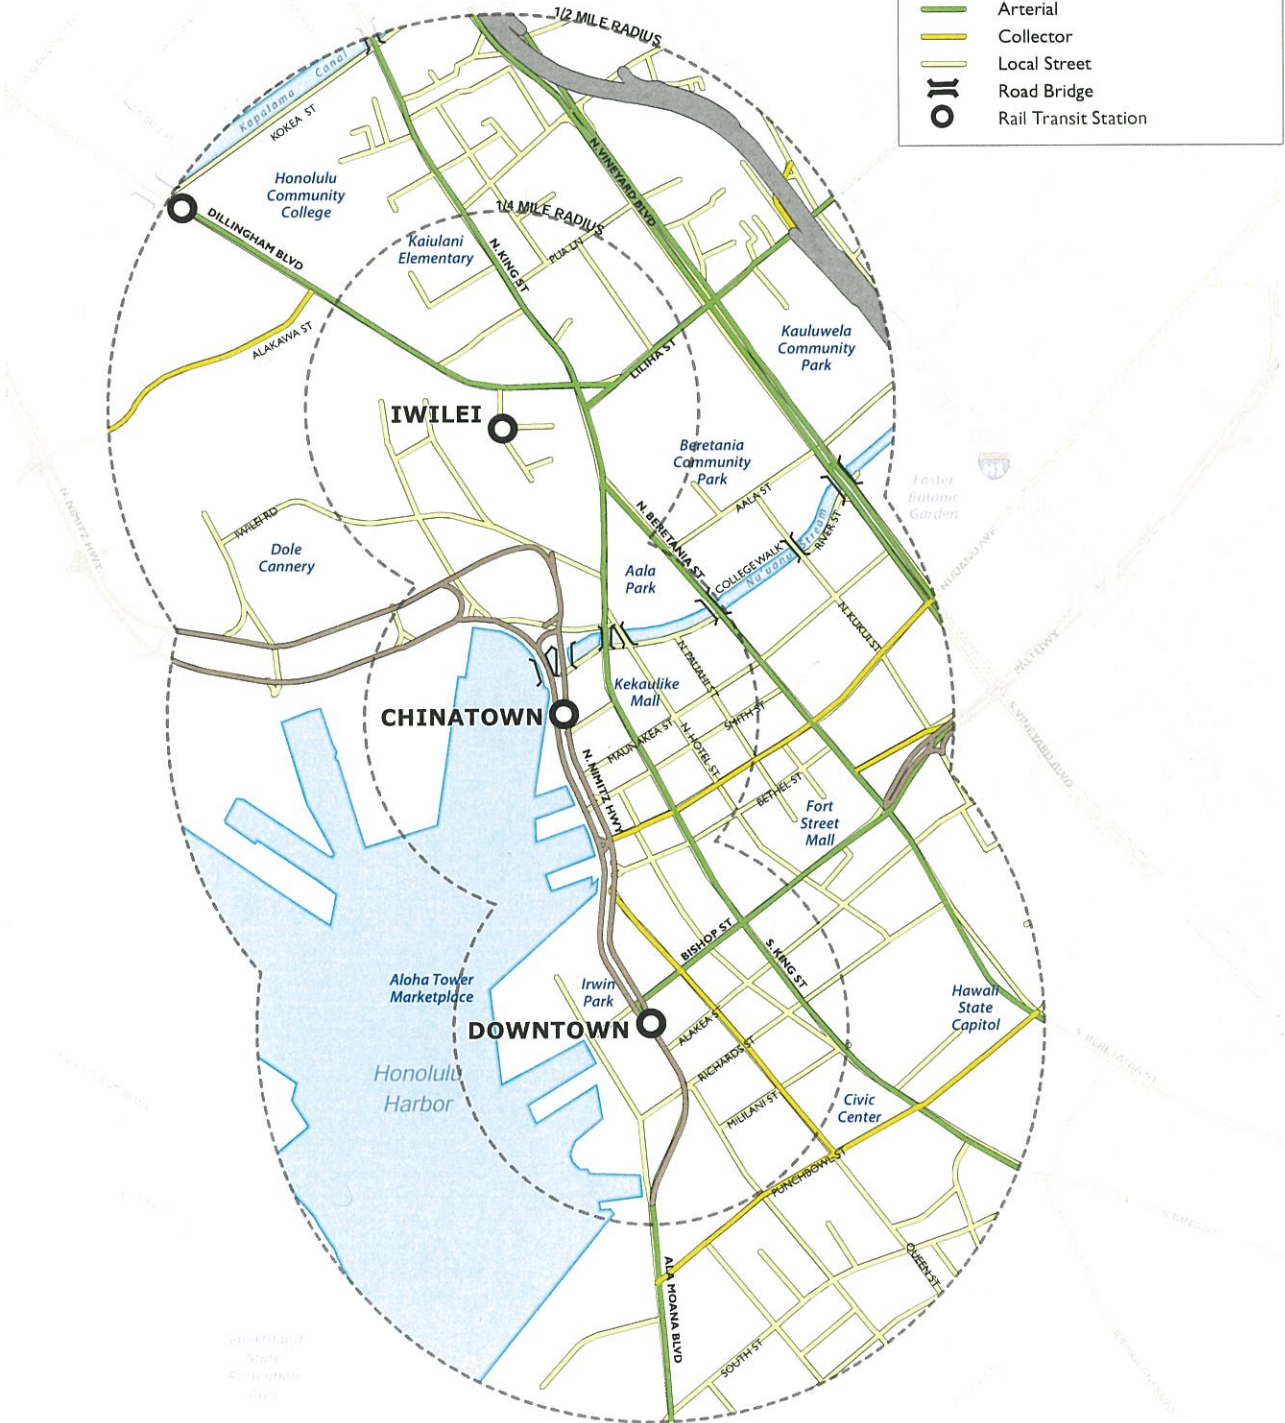 Arterial
Collector
Local Street
Road Bridge
Rail Transit Station
1/2 MILE RADIUS
Kapalama Canal
KOKEA ST
Honolulu
Community
College
DILLINGHAM BLVD
N. VINEYARD BLVD
1/4 MILE RADIUS
Kaiulani
Elementary
N. KING ST
PUA LN
ALAKAWA ST
LILIHA ST
Kauluwela
Community
Park
IWILEI
Beretania
Community
Park
AALA ST
Foster
Botanic
Garden
N. NIMITZ HWY
IWILEI RD
Dole
Cannery
N. BERETANIA ST
Aala
Park
COLLEGE WALK
Nu'uanu Stream
RIVER ST
NUUANU AVE
N. KUKUI ST
PALI HWY
S. VINEYARD BLVD
N. PAUAHI ST
Kekaulike
Mall
CHINATOWN
MAUNAKEA ST
SMITH ST
N. HOTEL ST
N. NIMITZ HWY
BETHEL ST
Fort
Street
Mall
BISHOP ST
S. KING ST
Aloha Tower
Marketplace
Irwin
Park
Hawaii
State
Capitol
DOWNTOWN
ALAKEA ST
RICHARDS ST
S. BERETANIA ST
Honolulu
Harbor
MILILANI ST
Civic
Center
PUNCHBOWL ST
QUEEN ST
ALA MOANA BLVD
SOUTH ST